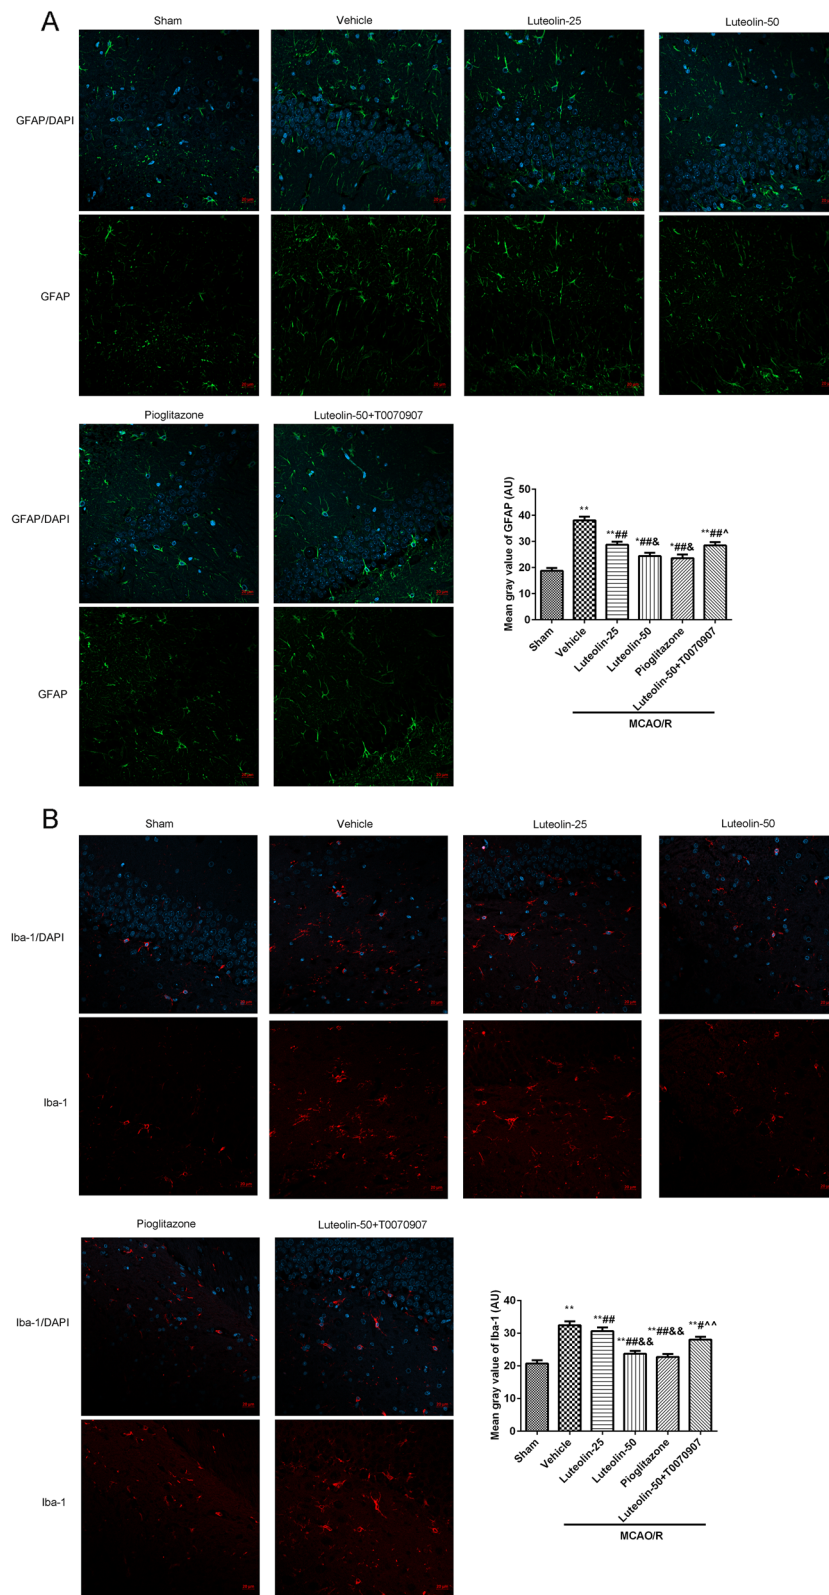 A
Sham Vehicle Luteolin-25 Luteolin-50
GFAP/DAPI
GFAP
Pioglitazone Luteolin-50+T0070907
GFAP/DAPI
GFAP
Mean gray value of GFAP (AU)
50
40
30
20
10
0
**
**##
*##&
*##&
**##^
Sham
Vehicle
Luteolin-25
Luteolin-50
Pioglitazone
Luteolin-50+T0070907
MCAO/R
B
Sham Vehicle Luteolin-25 Luteolin-50
Iba-1/DAPI
Iba-1
Pioglitazone Luteolin-50+T0070907
Iba-1/DAPI
Iba-1
Mean gray value of Iba-1 (AU)
40
30
20
10
0
**
**##
**##&&
**##&&
**#^^
Sham
Vehicle
Luteolin-25
Luteolin-50
Pioglitazone
Luteolin-50+T0070907
MCAO/R